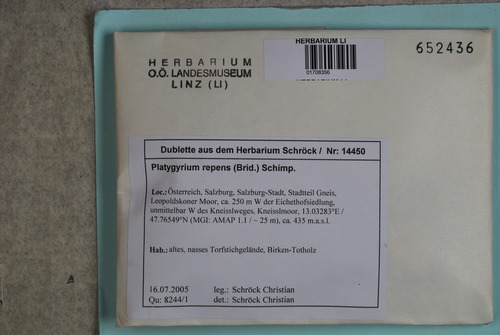 HERBARIUM
O.Ö. LANDESMUSEUM
LINZ (LI)
HERBARIUM LI
01708356
652436
Dublette aus dem Herbarium Schröck / Nr: 14450
Platygyrium repens (Brid.) Schimp.
Loc.: Österreich, Salzburg, Salzburg-Stadt, Stadtteil Gneis,
Leopoldskoner Moor, ca. 250 m W der Eichethofsiedlung,
unmittelbar W des Kneisslweges, Kneisslmoor, 13.03283°E /
47.76549°N (MGI: AMAP 1.1 / ~ 25 m), ca. 435 m.a.s.l.
Hab.: altes, nasses Torfstichgelände, Birken-Totholz
16.07.2005 leg.: Schröck Christian
Qu: 8244/1 det.: Schröck Christian